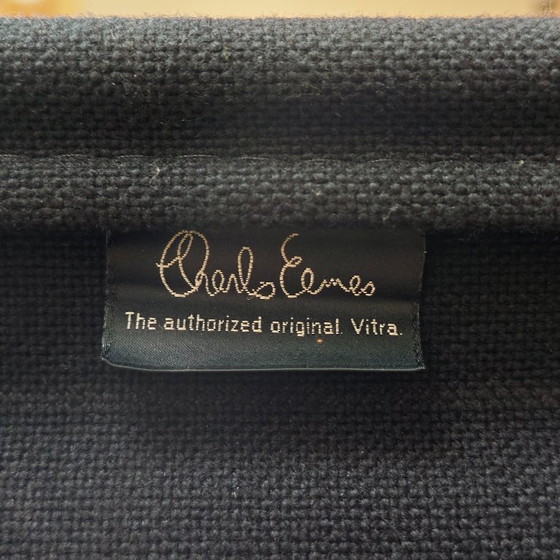 Charles Eames
The authorized original. Vitra.